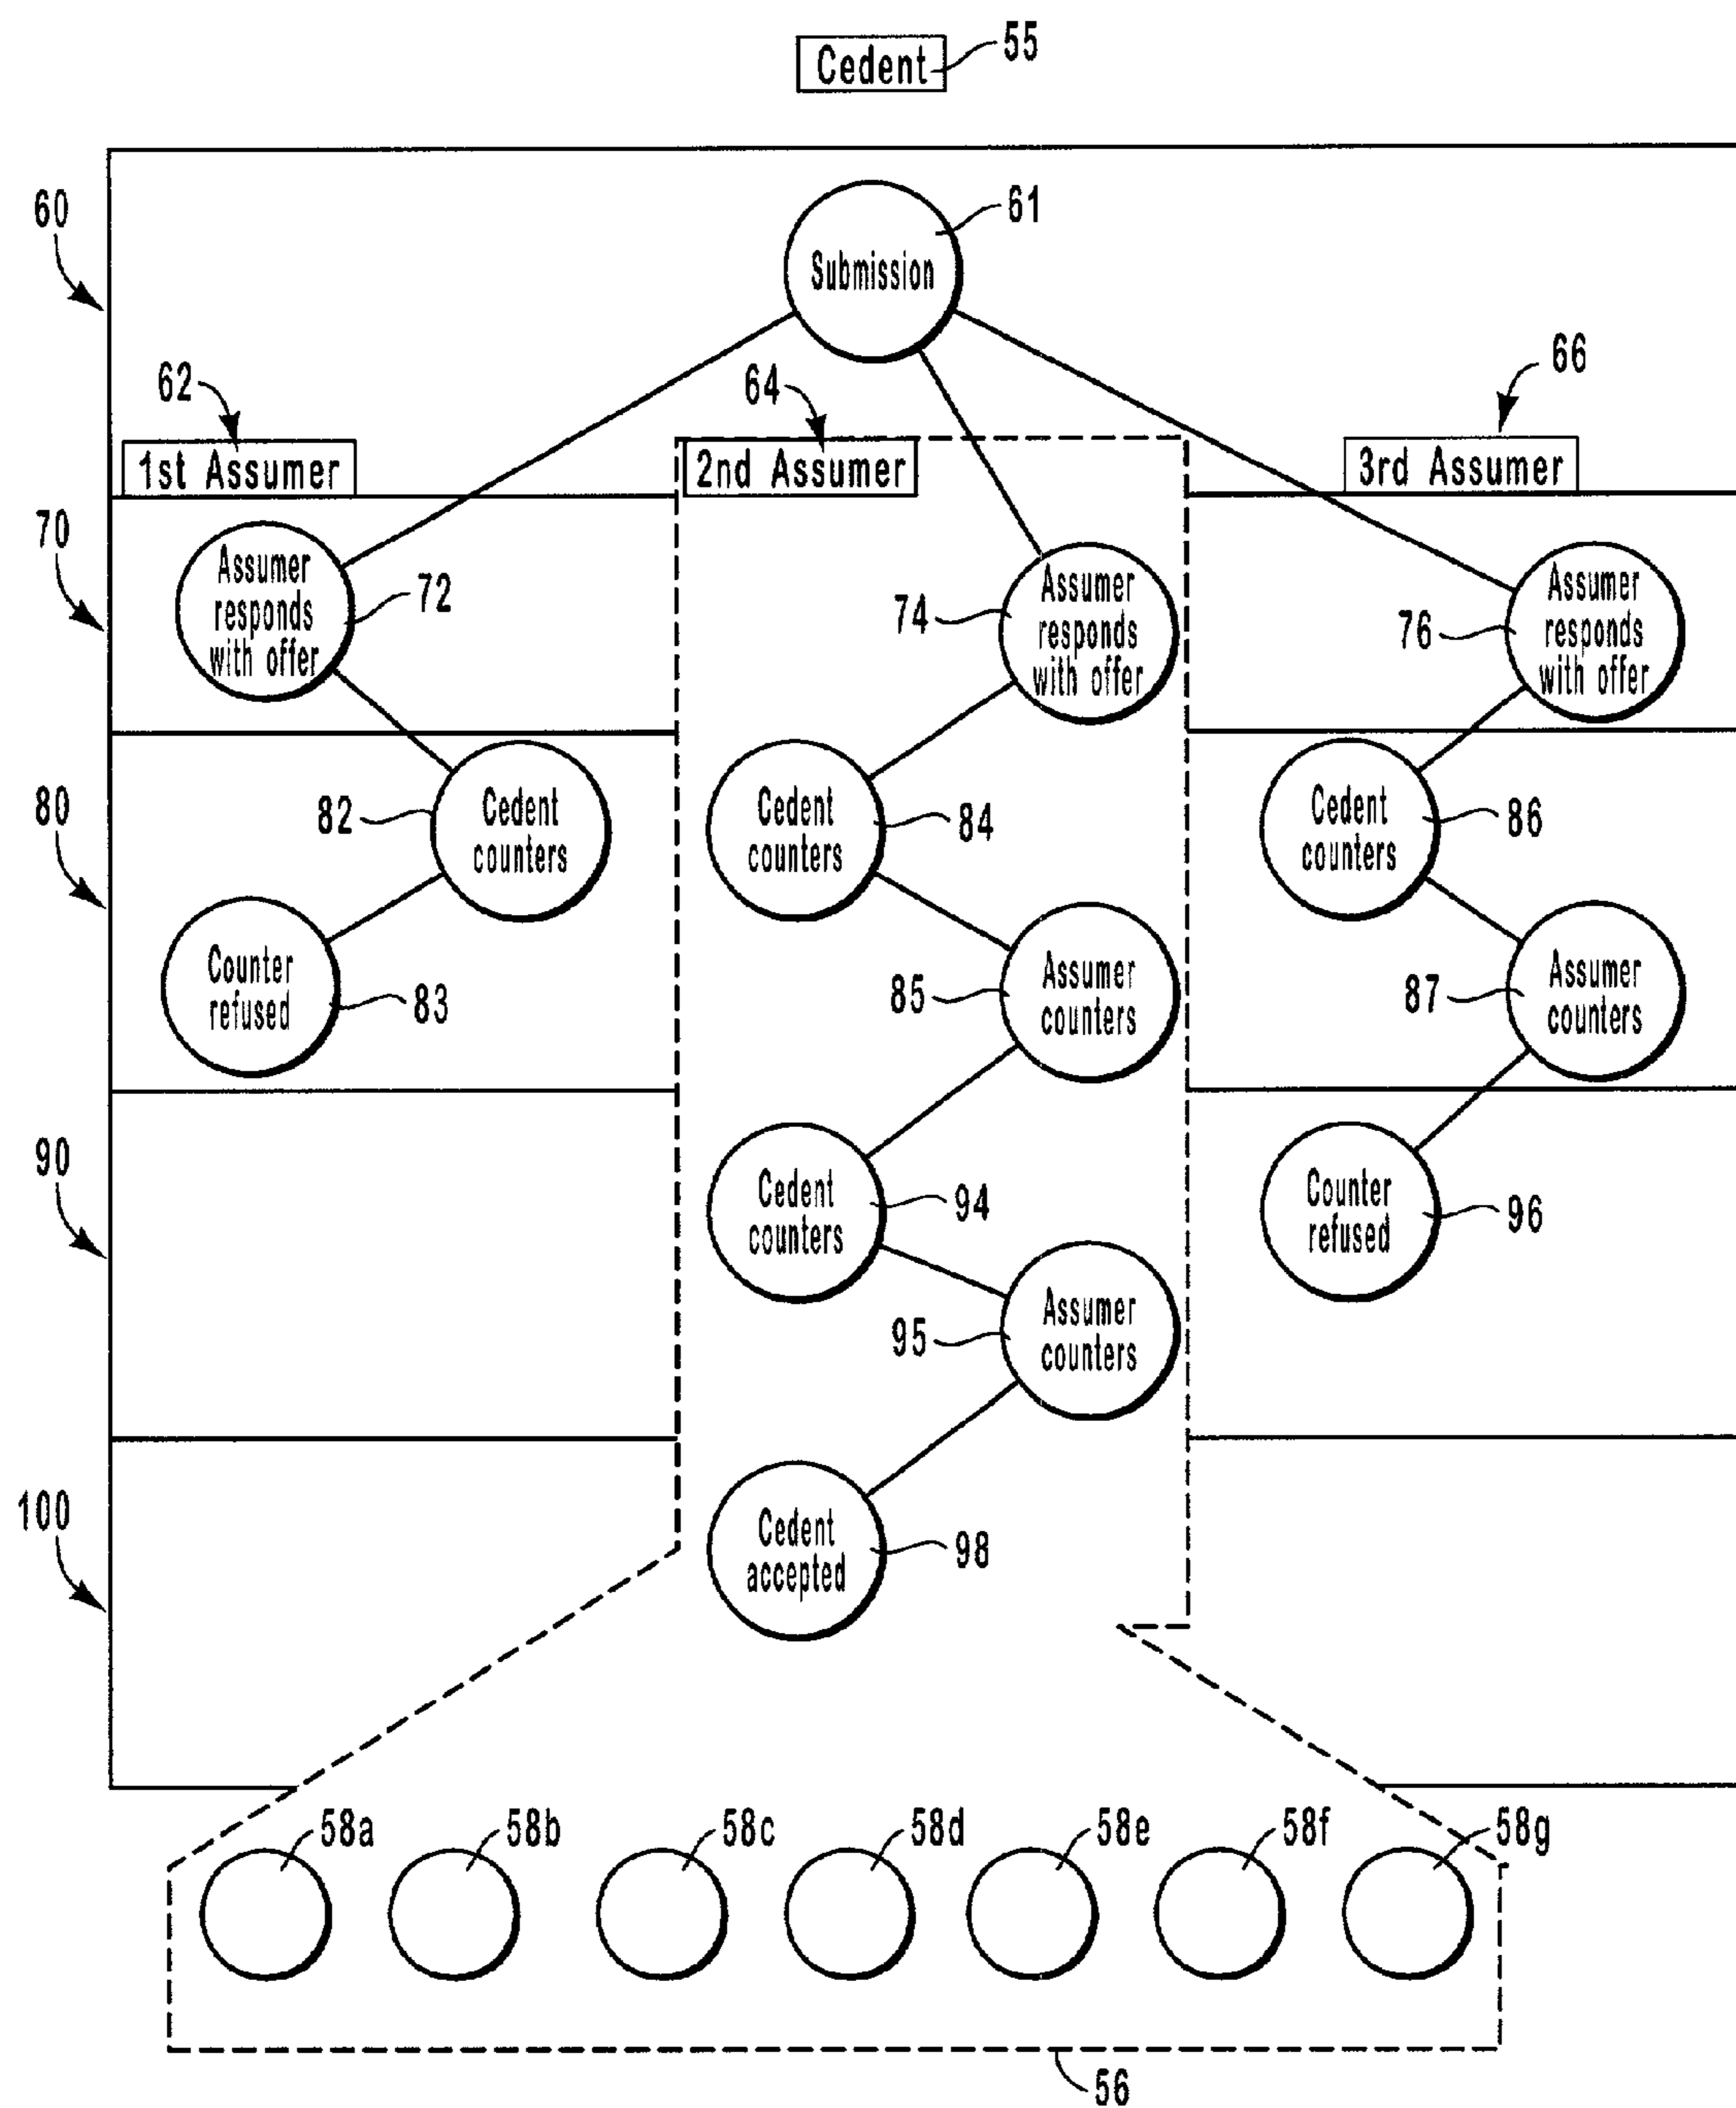 Cedent
55
60
61
Submission
62
64
66
1st Assumer
2nd Assumer
3rd Assumer
70
Assumer
responds
with offer
72
74
Assumer
responds
with offer
76
Assumer
responds
with offer
80
82
Cedent
counters
Cedent
counters
84
Cedent
counters
86
Counter
refused
83
85
Assumer
counters
87
Assumer
counters
90
Cedent
counters
94
Counter
refused
96
95
Assumer
counters
100
Cedent
accepted
98
58a
58b
58c
58d
58e
58f
58g
56